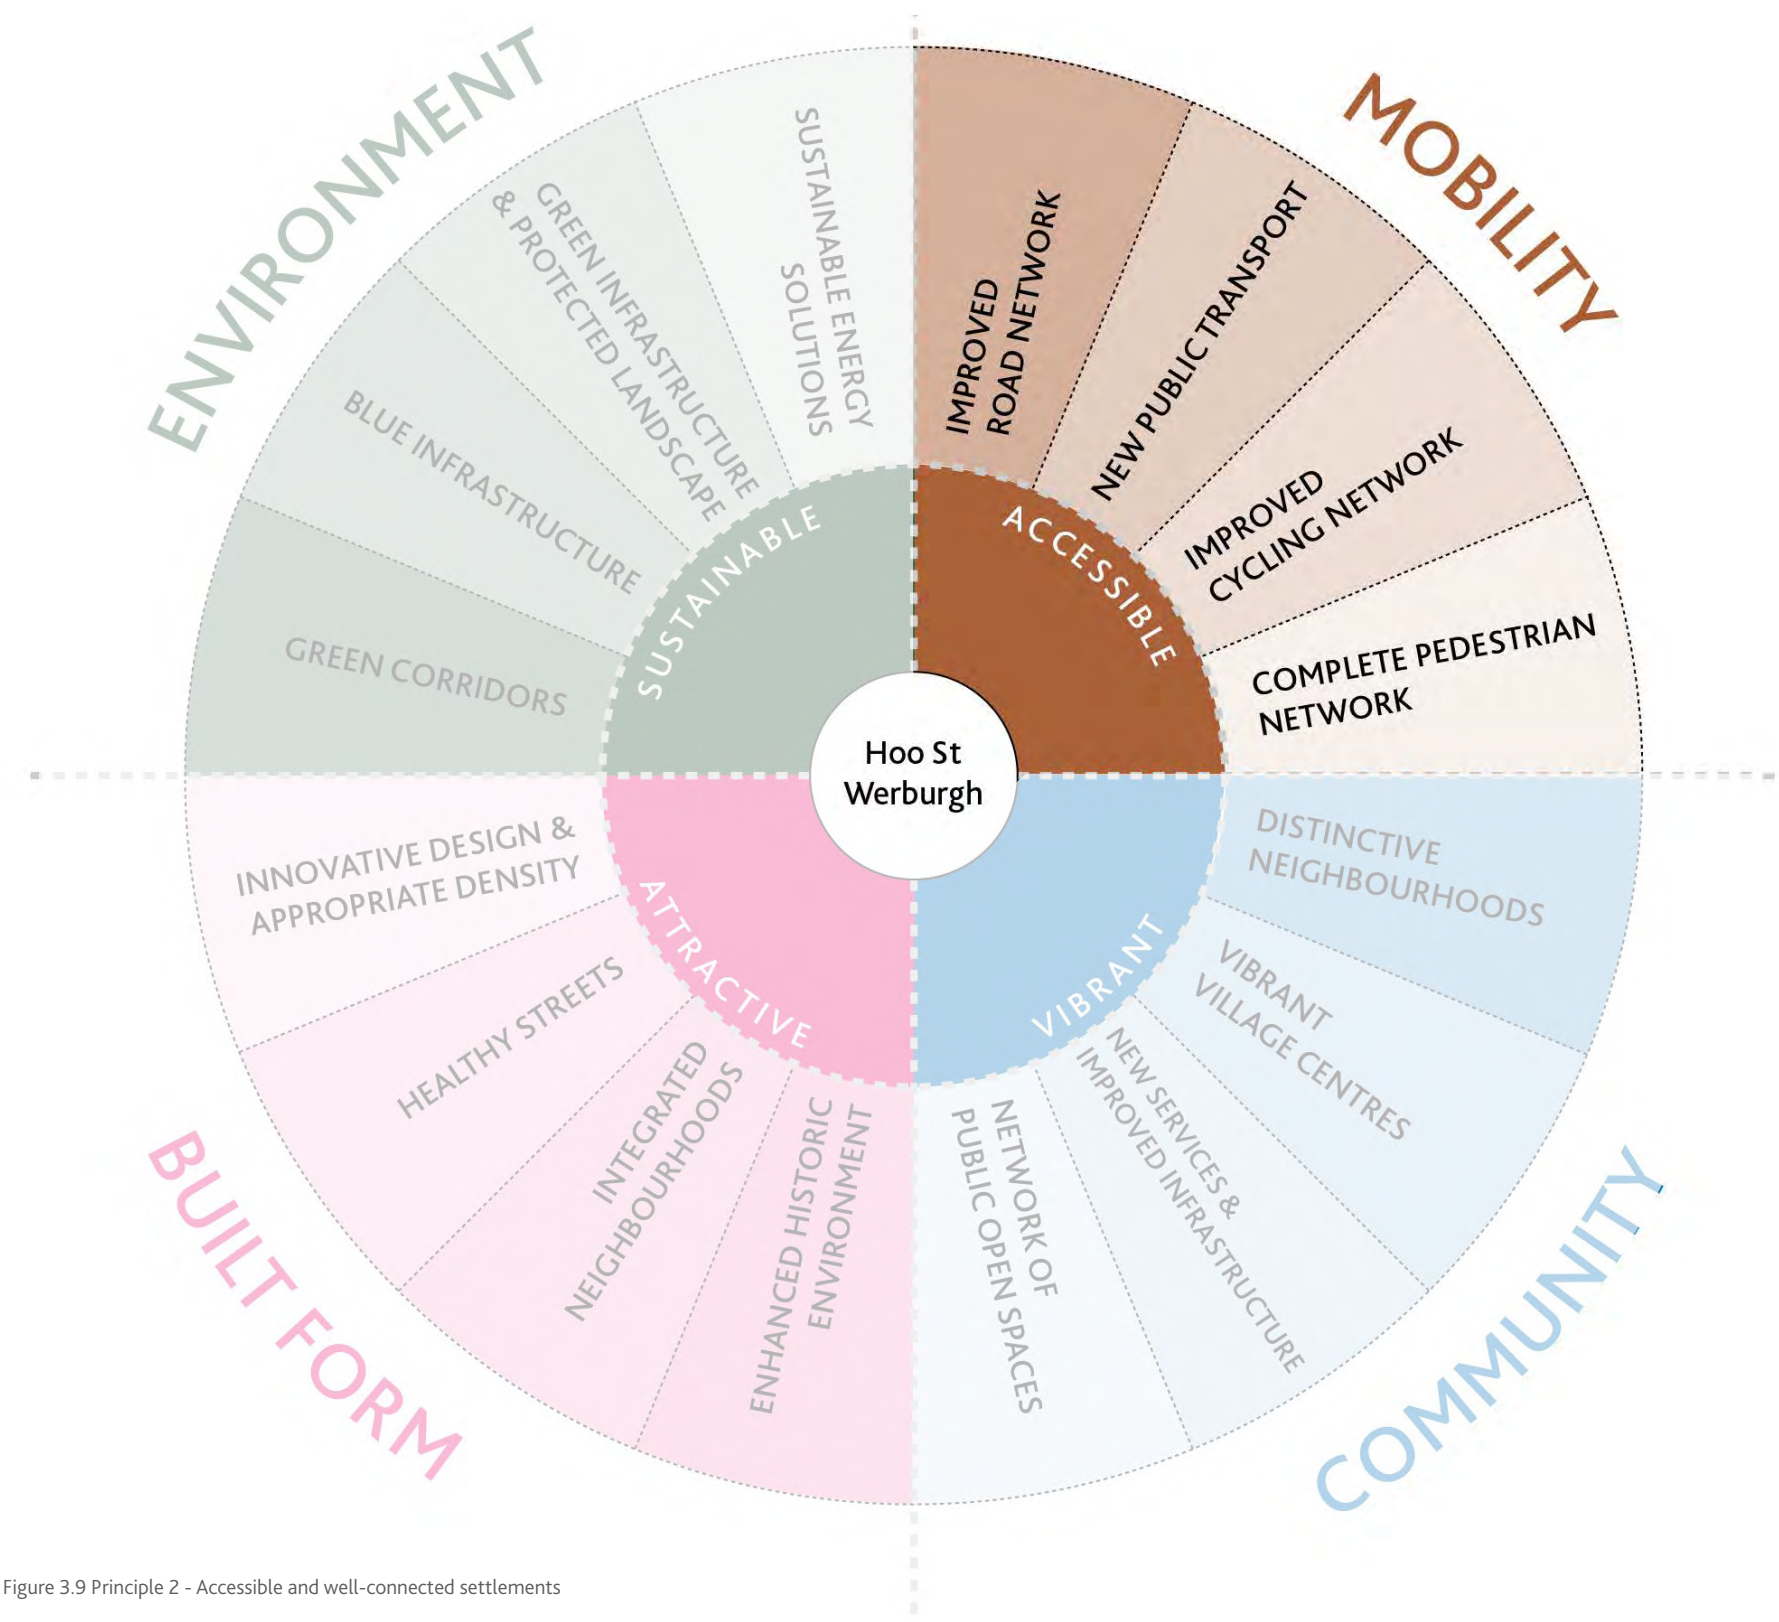 ENVIRONMENT
MOBILITY
SUSTAINABLE ENERGY
SOLUTIONS
GREEN INFRASTRUCTURE
& PROTECTED LANDSCAPE
BLUE INFRASTRUCTURE
GREEN CORRIDORS
SUSTAINABLE
IMPROVED
ROAD NETWORK
NEW PUBLIC TRANSPORT
IMPROVED
CYCLING NETWORK
COMPLETE PEDESTRIAN
NETWORK
ACCESSIBLE
Hoo St
Werburgh
INNOVATIVE DESIGN &
APPROPRIATE DENSITY
HEALTHY STREETS
INTEGRATED
NEIGHBOURHOODS
ENHANCED HISTORIC
ENVIRONMENT
ATTRACTIVE
DISTINCTIVE
NEIGHBOURHOODS
VIBRANT
VILLAGE CENTRES
NEW SERVICES &
IMPROVED INFRASTRUCTURE
NETWORK OF
PUBLIC OPEN SPACES
VIBRANT
BUILT FORM
COMMUNITY
Figure 3.9 Principle 2 - Accessible and well-connected settlements